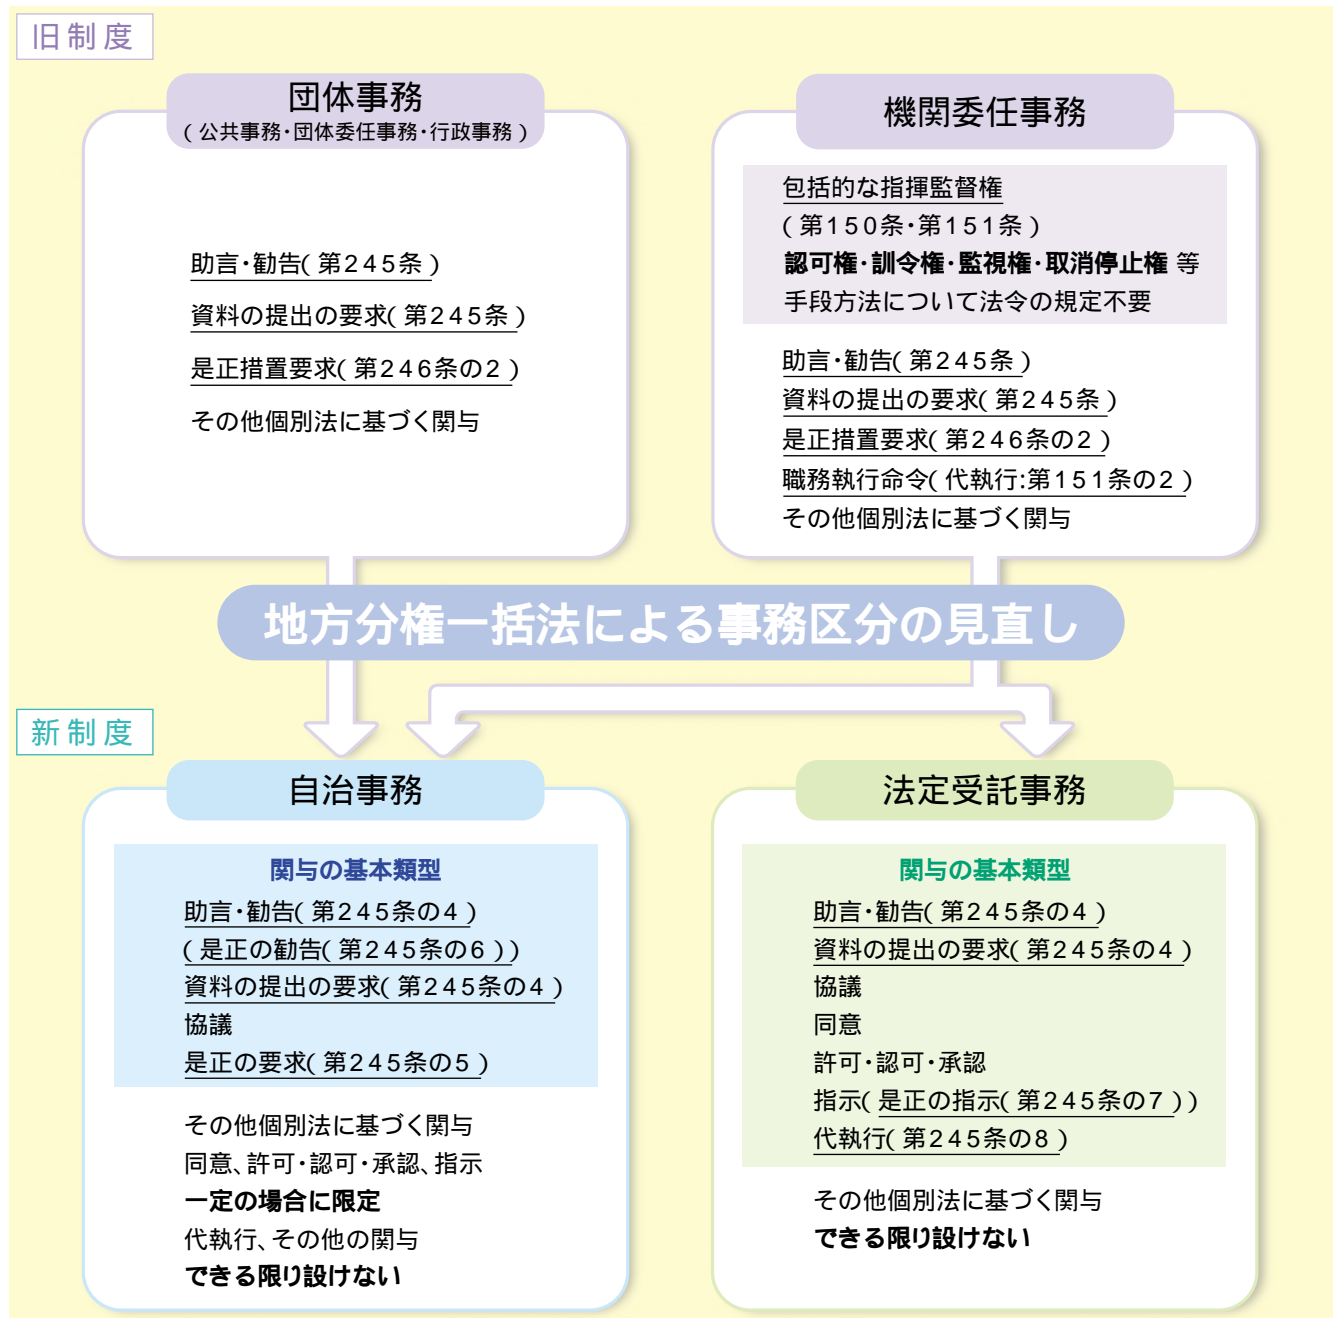 旧制度
団体事務
(公共事務・団体委任事務・行政事務)
助言・勧告(第245条)
資料の提出の要求(第245条)
是正措置要求(第246条の2)
その他個別法に基づく関与
機関委任事務
包括的な指揮監督権
(第150条・第151条)
認可権・訓令権・監視権・取消停止権 等
手段方法について法令の規定不要
助言・勧告(第245条)
資料の提出の要求(第245条)
是正措置要求(第246条の2)
職務執行命令(代執行:第151条の2)
その他個別法に基づく関与
地方分権一括法による事務区分の見直し
新制度
自治事務
関与の基本類型
助言・勧告(第245条の4)
(是正の勧告(第245条の6))
資料の提出の要求(第245条の4)
協議
是正の要求(第245条の5)
その他個別法に基づく関与
同意、許可・認可・承認、指示
一定の場合に限定
代執行、その他の関与
できる限り設けない
法定受託事務
関与の基本類型
助言・勧告(第245条の4)
資料の提出の要求(第245条の4)
協議
同意
許可・認可・承認
指示(是正の指示(第245条の7))
代執行(第245条の8)
その他個別法に基づく関与
できる限り設けない